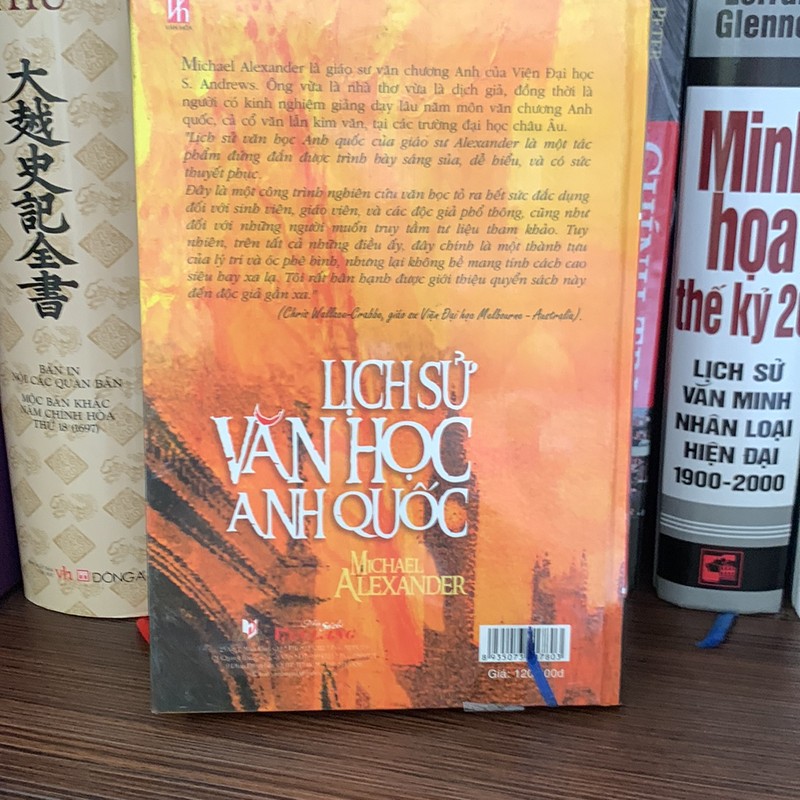 THƯ
大越史記全書
BẢN IN
NỘI CÁC QUAN BẢN
MỘC BẢN KHẮC
NĂM CHÍNH HÒA
THỨ 18 (1697)
ĐÔNG A
Michael Alexander là giáo sư văn chương Anh của Viện Đại học
S. Andrews. Ông vừa là nhà thơ vừa là dịch giả, đồng thời là
người có kinh nghiệm giảng dạy lâu năm môn văn chương Anh
quốc, cả cổ văn lẫn kim văn, tại các trường đại học châu Âu.
"Lịch sử văn học Anh quốc của giáo sư Alexander là một tác
phẩm đứng đắn được trình bày sáng sủa, dễ hiểu, và có sức
thuyết phục.
Đây là một công trình nghiên cứu văn học tỏ ra hết sức đắc dụng
đối với sinh viên, giáo viên, và các độc giả phổ thông, cũng như
đối với những người muốn truy tầm tư liệu tham khảo. Tuy
nhiên, trên tất cả những điều ấy, đây chính là một thành tựu
của lý trí và óc phê bình, nhưng lại không hề mang tính cách cao
siêu hay xa lạ. Tôi rất hân hạnh được giới thiệu quyển sách này
đến độc giả gần xa."
(Chris Wallace-Crabbe, giáo sư Viện Đại học Melbourne - Australia).
LỊCH SỬ
VĂN HỌC
ANH QUỐC
MICHAEL
ALEXANDER
Giá: 120
00đ
PETER
Glenno
Minh
họa
thế kỷ 20
LỊCH SỬ
VĂN MINH
NHÂN LOẠI
HIỆN ĐẠI
1900-2000